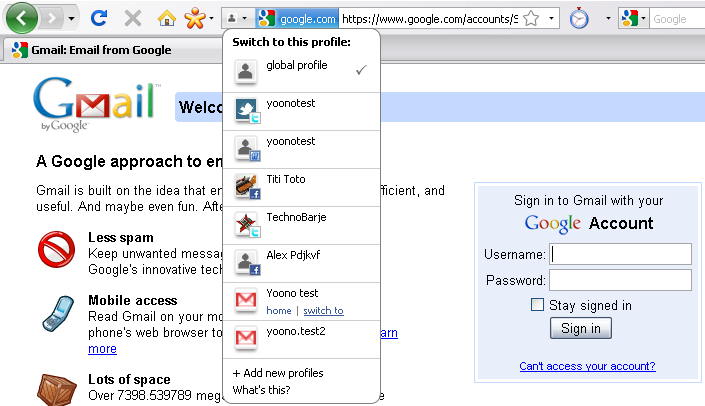 google.com
https://www.google.com/accounts/S
Google
Gmail: Email from Google
Switch to this profile:
global profile
yoonotest
yoonotest
Titi Toto
TechnoBarje
Alex Pdjkvf
Yoono test
home | switch to
yoono.test2
+ Add new profiles
What's this?
Gmail
by Google
Welco
A Google approach to em
Gmail is built on the idea that em
fficient, and
useful. And maybe even fun. Afte
Less spam
Keep unwanted messag
Google's innovative tech
Mobile access
Read Gmail on your mo
phone's web browser to
arn
more
Lots of space
Over 7398.539789 mega
e
Sign in to Gmail with your
Google Account
Username:
Password:
Stay signed in
Sign in
Can't access your account?